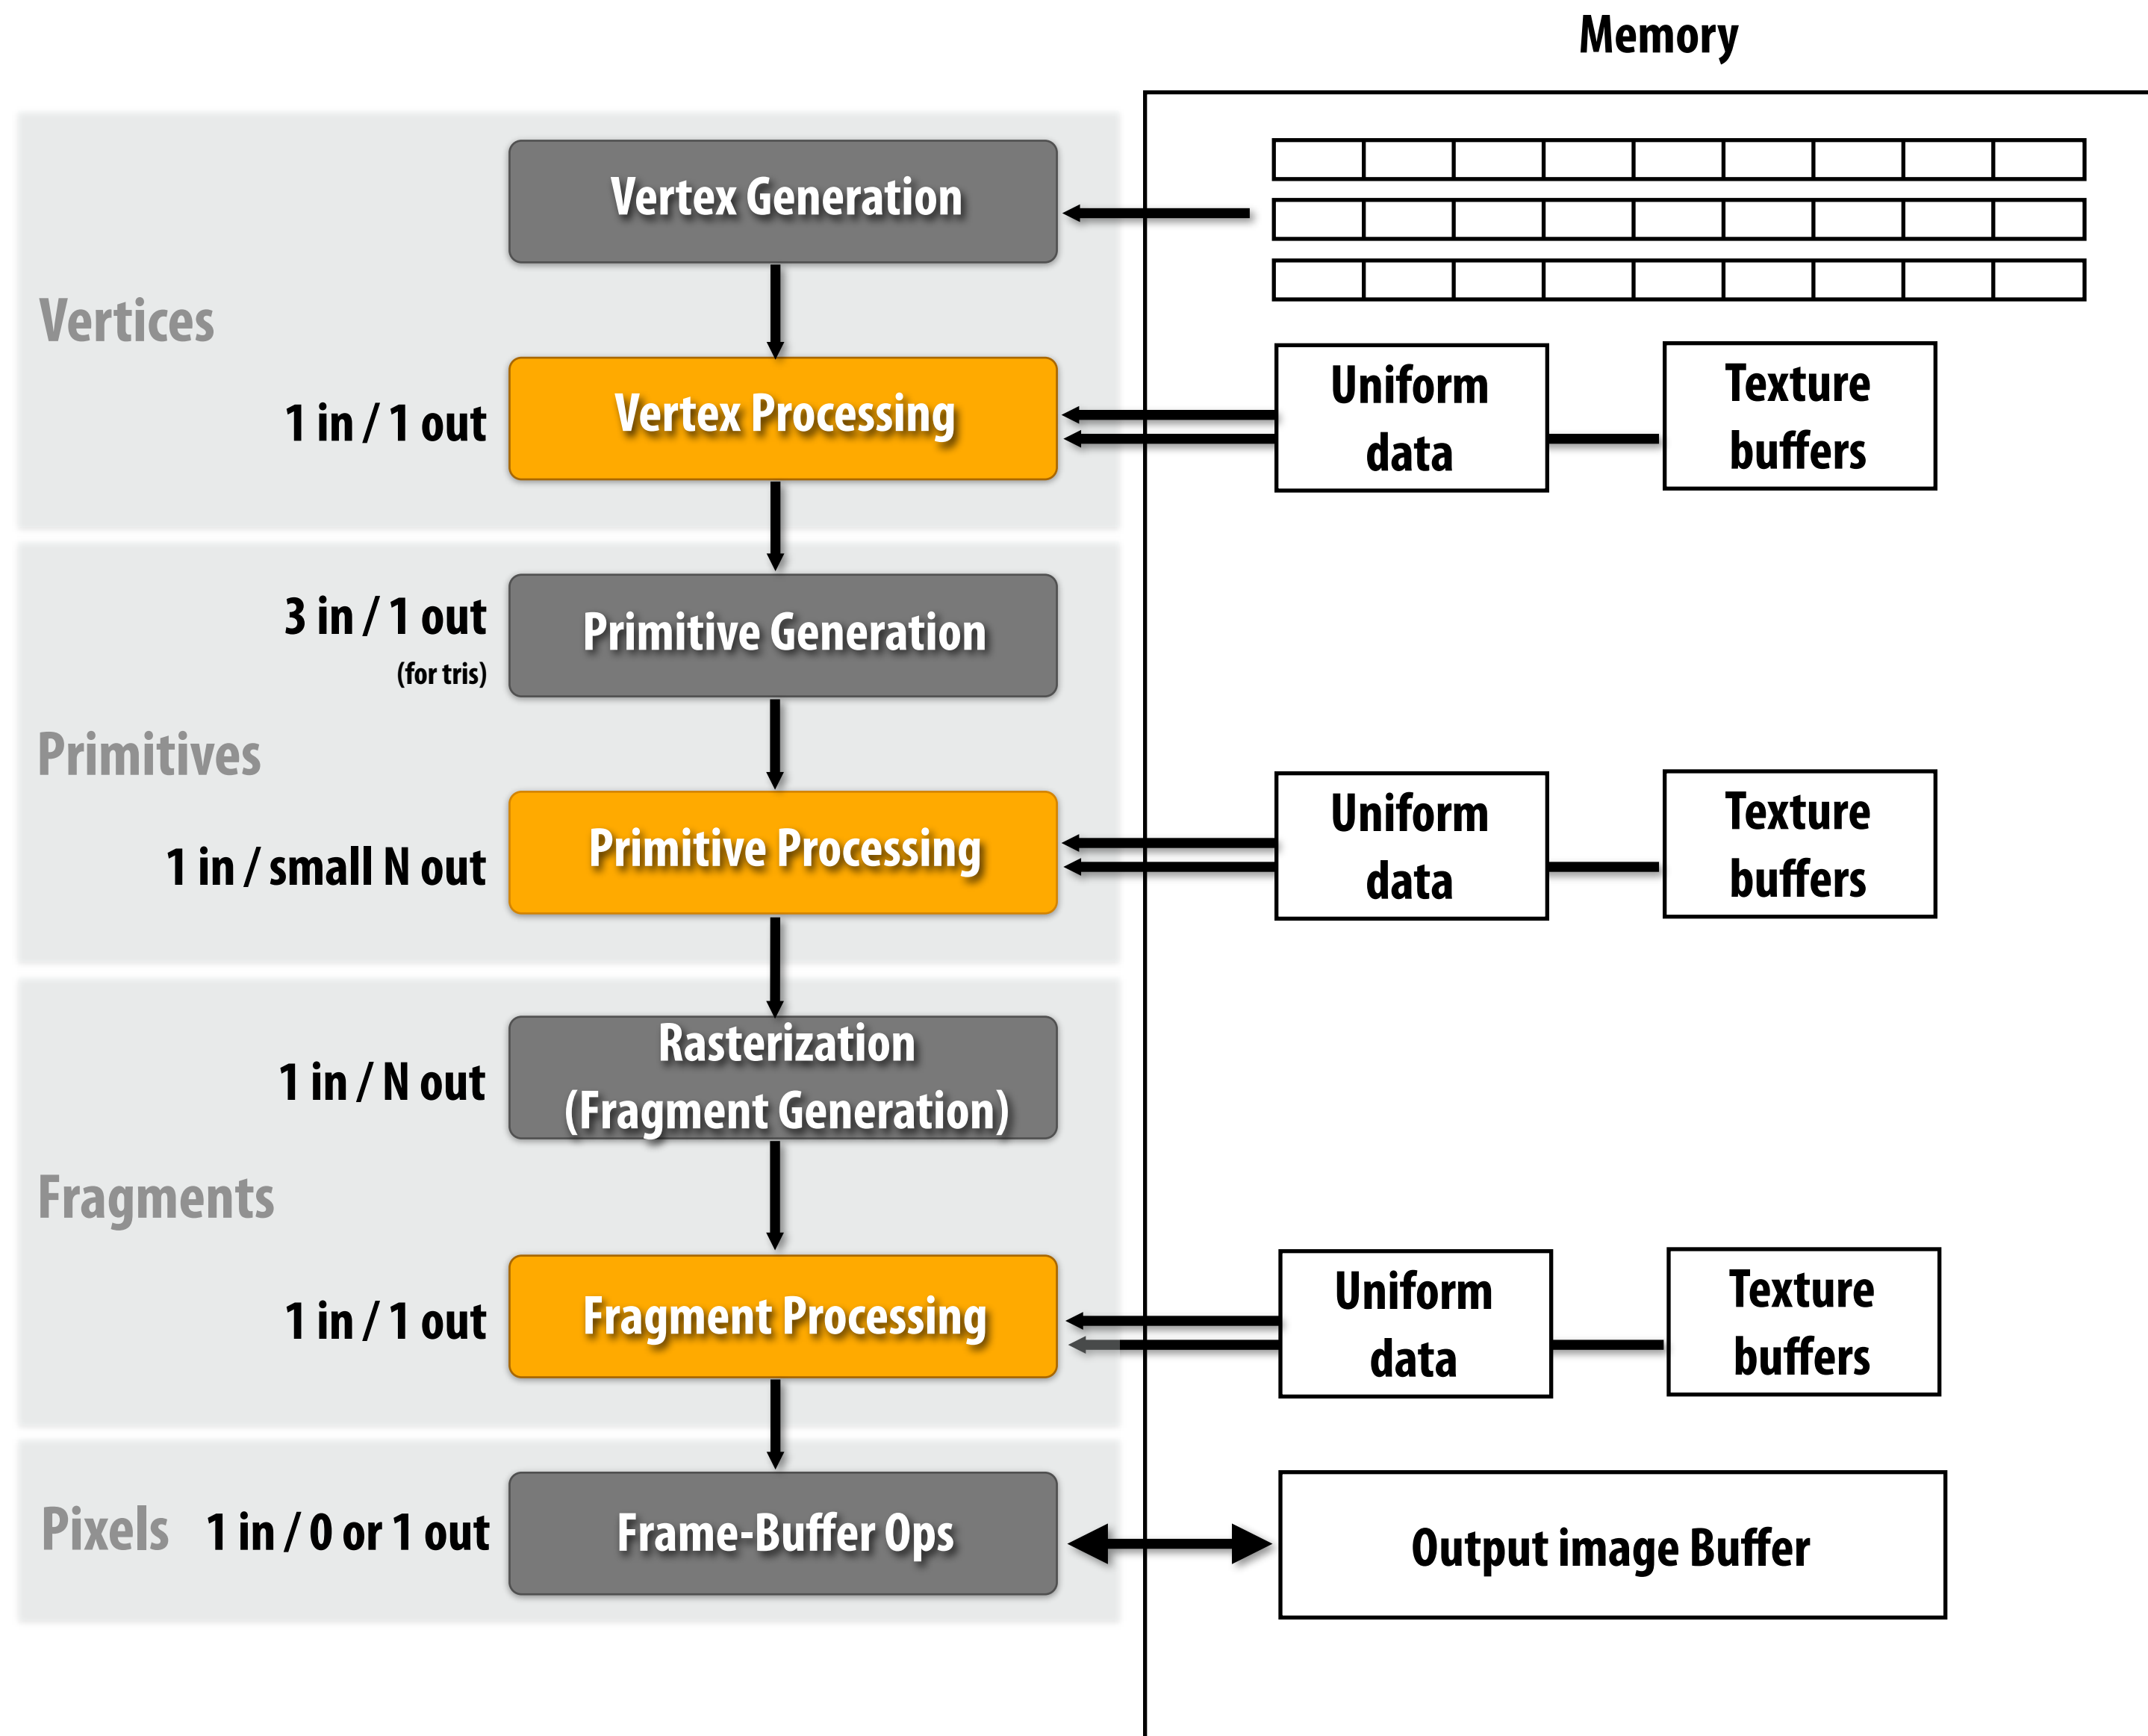 Memory
Vertex Generation
Vertices
1 in / 1 out
Vertex Processing
Uniform
data
Texture
buffers
3 in / 1 out
(for tris)
Primitive Generation
Primitives
1 in / small N out
Primitive Processing
Uniform
data
Texture
buffers
1 in / N out
Rasterization
(Fragment Generation)
Fragments
1 in / 1 out
Fragment Processing
Uniform
data
Texture
buffers
Pixels
1 in / 0 or 1 out
Frame-Buffer Ops
Output image Buffer